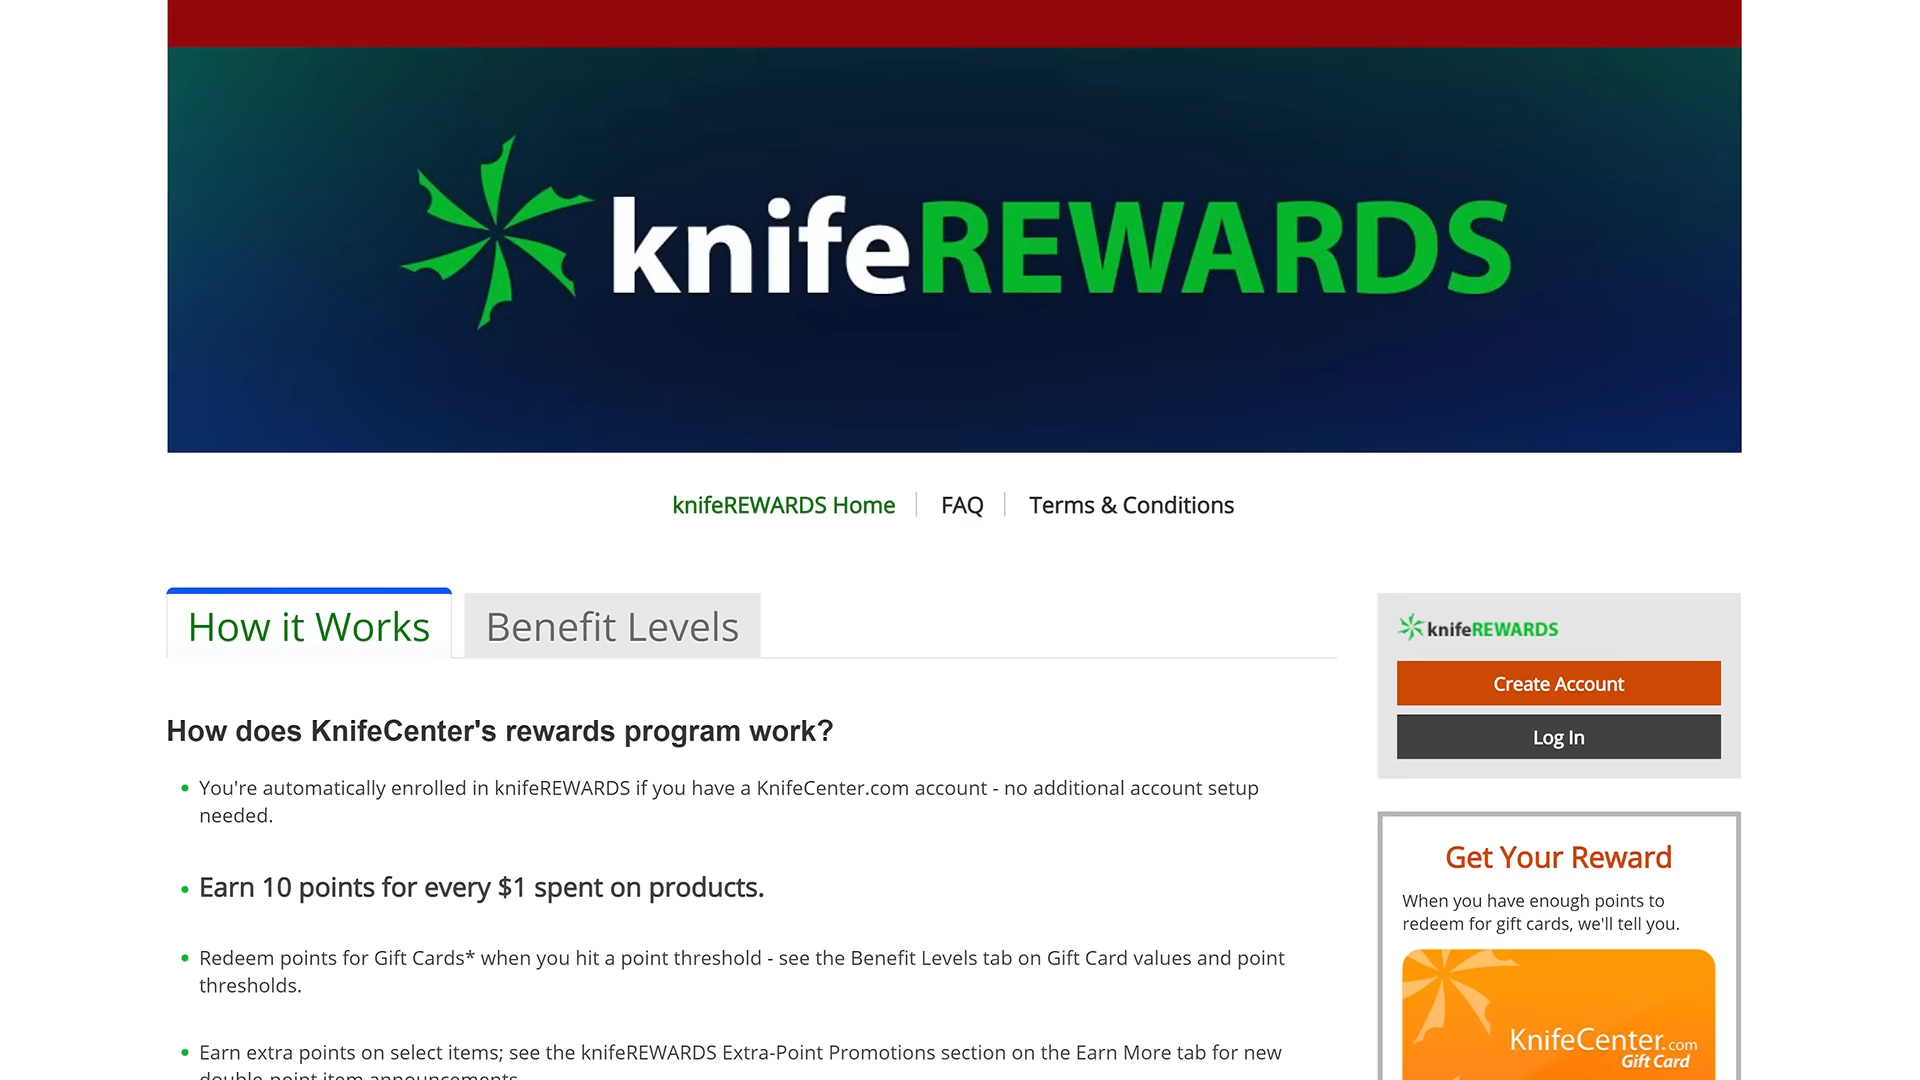 knifeREWARDS
knifeREWARDS Home
FAQ
Terms & Conditions
How it Works
Benefit Levels
How does KnifeCenter's rewards program work?
You're automatically enrolled in knifeREWARDS if you have a KnifeCenter.com account - no additional account setup
needed.
Earn 10 points for every $1 spent on products.
Redeem points for Gift Cards* when you hit a point threshold - see the Benefit Levels tab on Gift Card values and point
thresholds.
Earn extra points on select items; see the knifeREWARDS Extra-Point Promotions section on the Earn More tab for new
double-point item announcements.
knifeREWARDS
Create Account
Log In
Get Your Reward
When you have enough points to
redeem for gift cards, we'll tell you.
KnifeCenter.com
Gift Card